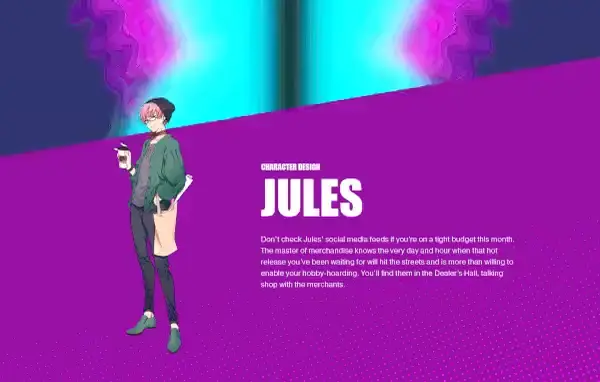 CHARACTER DESIGN
JULES
Don't check Jules' social media feeds if you're on a tight budget this month.
The master of merchandise knows the very day and hour when that hot
release you've been waiting for will hit the streets and is more than willing to
enable your hobby-hoarding. You'll find them in the Dealer's Hall, talking
shop with the merchants.